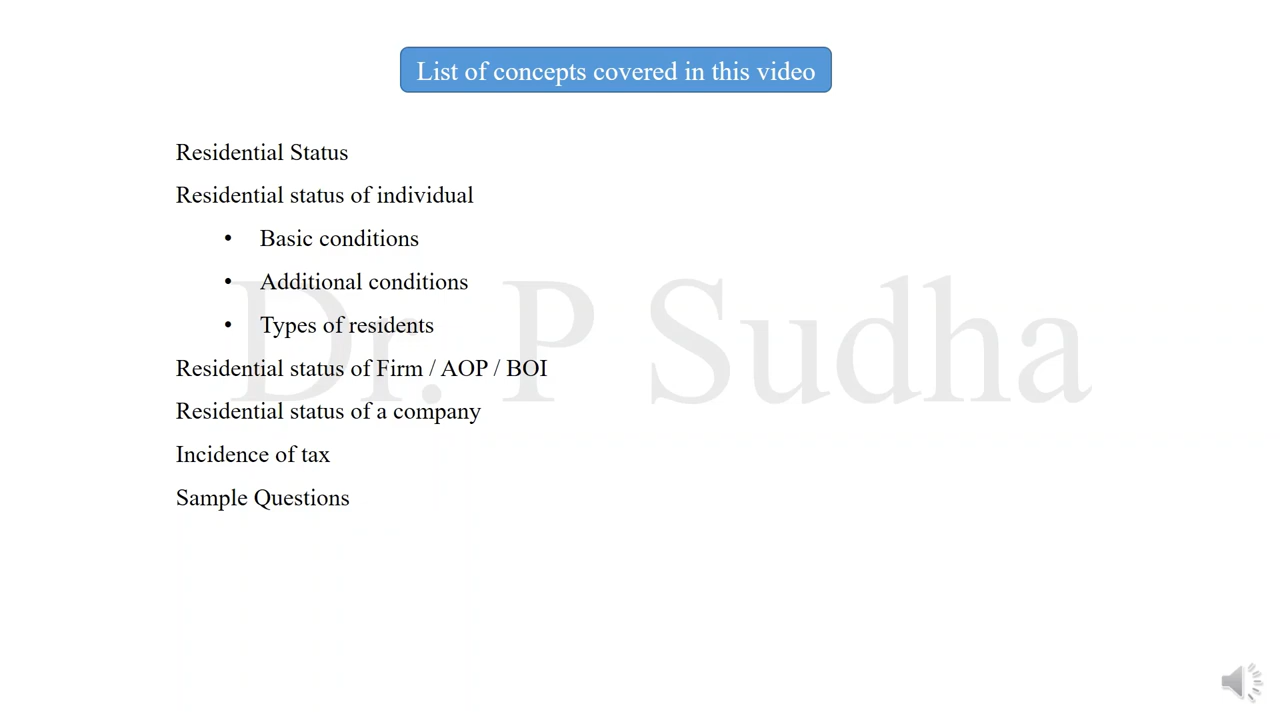 List of concepts covered in this video
Residential Status
Residential status of individual
• Basic conditions
• Additional conditions
• Types of residents
Dr. P Sudha
Residential status of Firm / AOP / BOI
Residential status of a company
Incidence of tax
Sample Questions